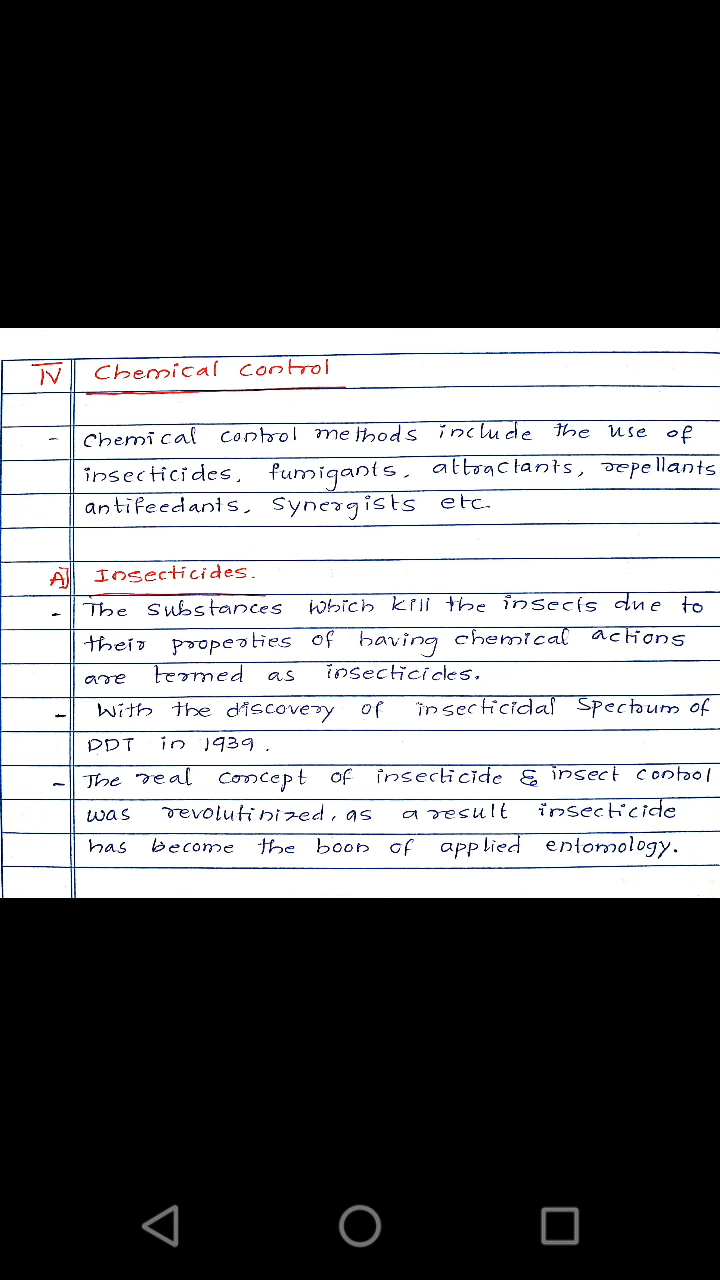 IV Chemical control
- Chemical control methods include the use of
insecticides, fumigants, attractants, repellants
antifeedants, synergists etc.
A] Insecticides.
- The substances which kill the insects due to
their properties of having chemical actions
are termed as insecticides.
- With the discovery of insecticidal spectrum of
DDT in 1939.
- The real concept of insecticide & insect control
was revolutinized, as a result insecticide
has become the boon of applied entomology.